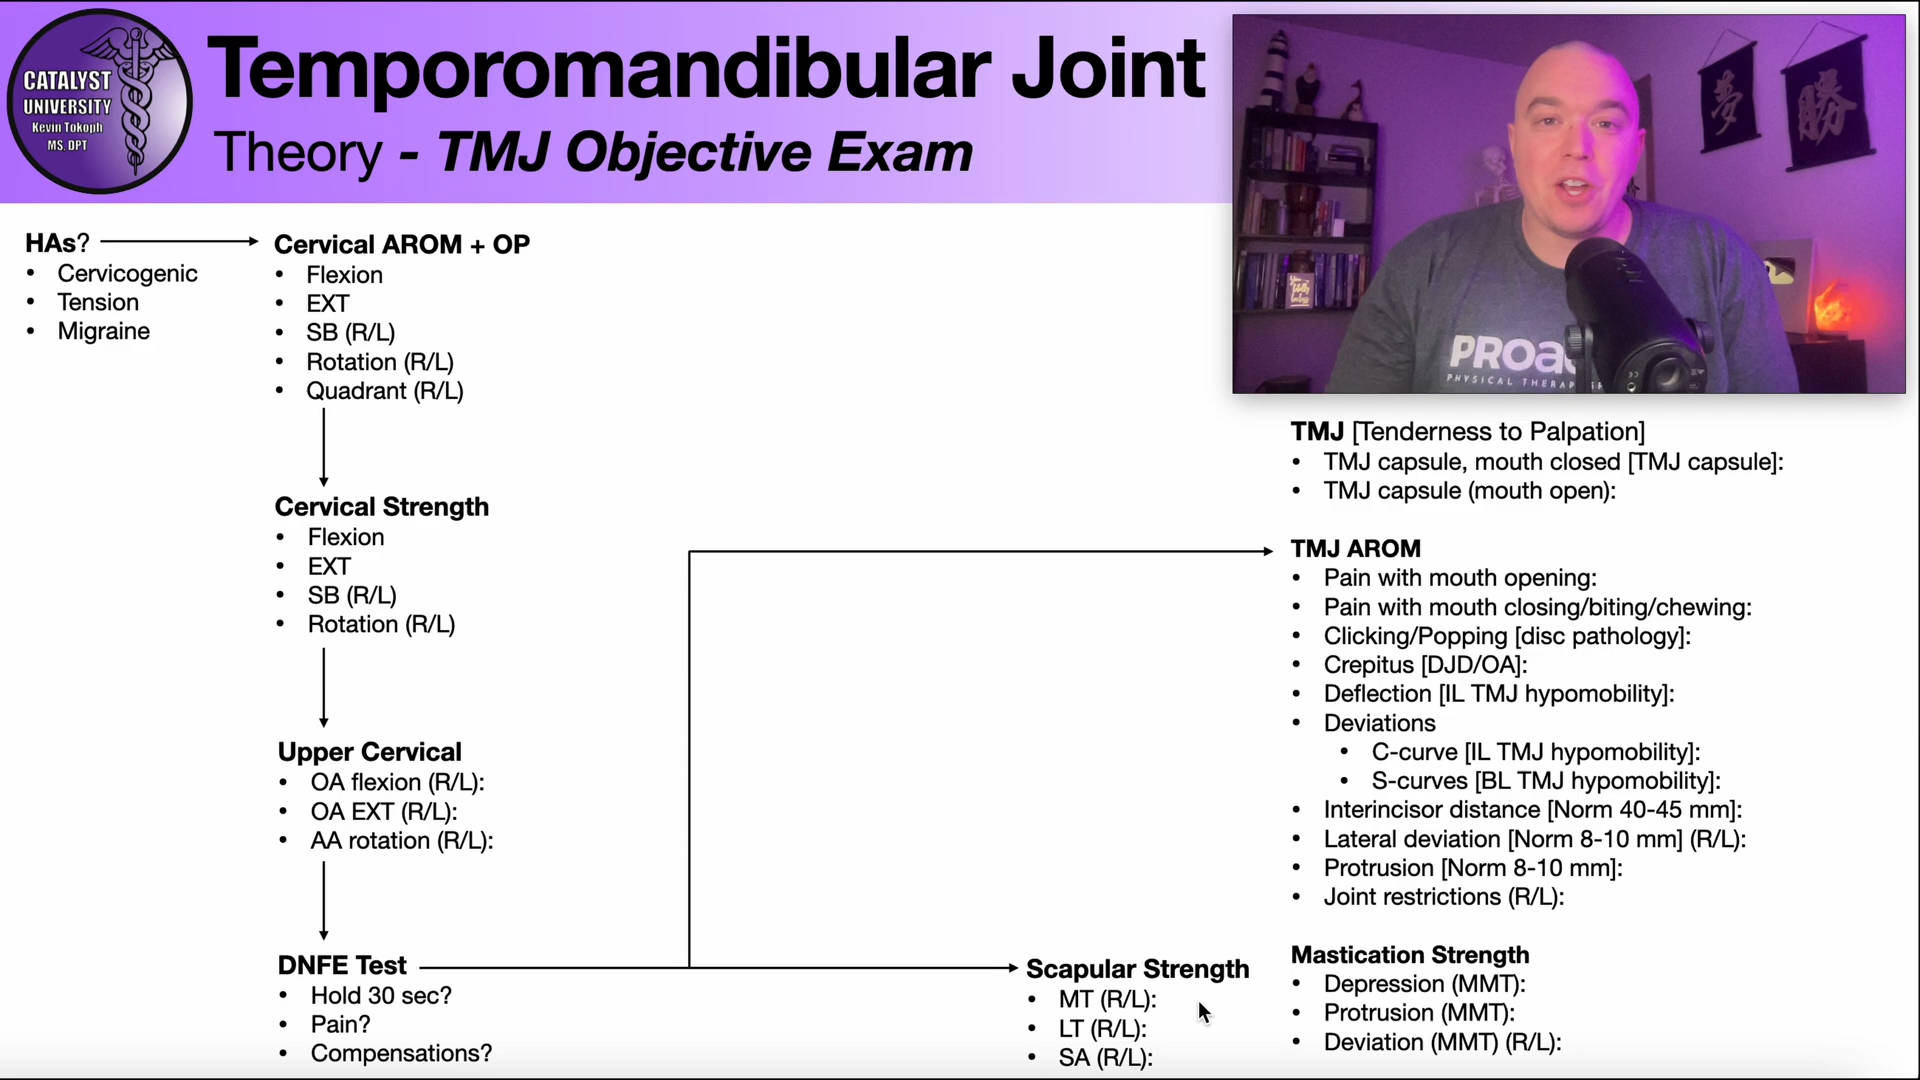 CATALYST
UNIVERSITY
Kevin Tokoph
MS, DPT
Temporomandibular Joint
Theory - TMJ Objective Exam
夢
勝
PROA
PHYSICAL THERAP
HAs?
• Cervicogenic
• Tension
• Migraine
Cervical AROM + OP
• Flexion
• EXT
• SB (R/L)
• Rotation (R/L)
• Quadrant (R/L)
Cervical Strength
• Flexion
• EXT
• SB (R/L)
• Rotation (R/L)
Upper Cervical
• OA flexion (R/L):
• OA EXT (R/L):
• AA rotation (R/L):
DNFE Test
• Hold 30 sec?
• Pain?
• Compensations?
Scapular Strength
• MT (R/L):
• LT (R/L):
• SA (R/L):
TMJ [Tenderness to Palpation]
• TMJ capsule, mouth closed [TMJ capsule]:
• TMJ capsule (mouth open):
TMJ AROM
• Pain with mouth opening:
• Pain with mouth closing/biting/chewing:
• Clicking/Popping [disc pathology]:
• Crepitus [DJD/OA]:
• Deflection [IL TMJ hypomobility]:
• Deviations
• C-curve [IL TMJ hypomobility]:
• S-curves [BL TMJ hypomobility]:
• Interincisor distance [Norm 40-45 mm]:
• Lateral deviation [Norm 8-10 mm] (R/L):
• Protrusion [Norm 8-10 mm]:
• Joint restrictions (R/L):
Mastication Strength
• Depression (MMT):
• Protrusion (MMT):
• Deviation (MMT) (R/L):